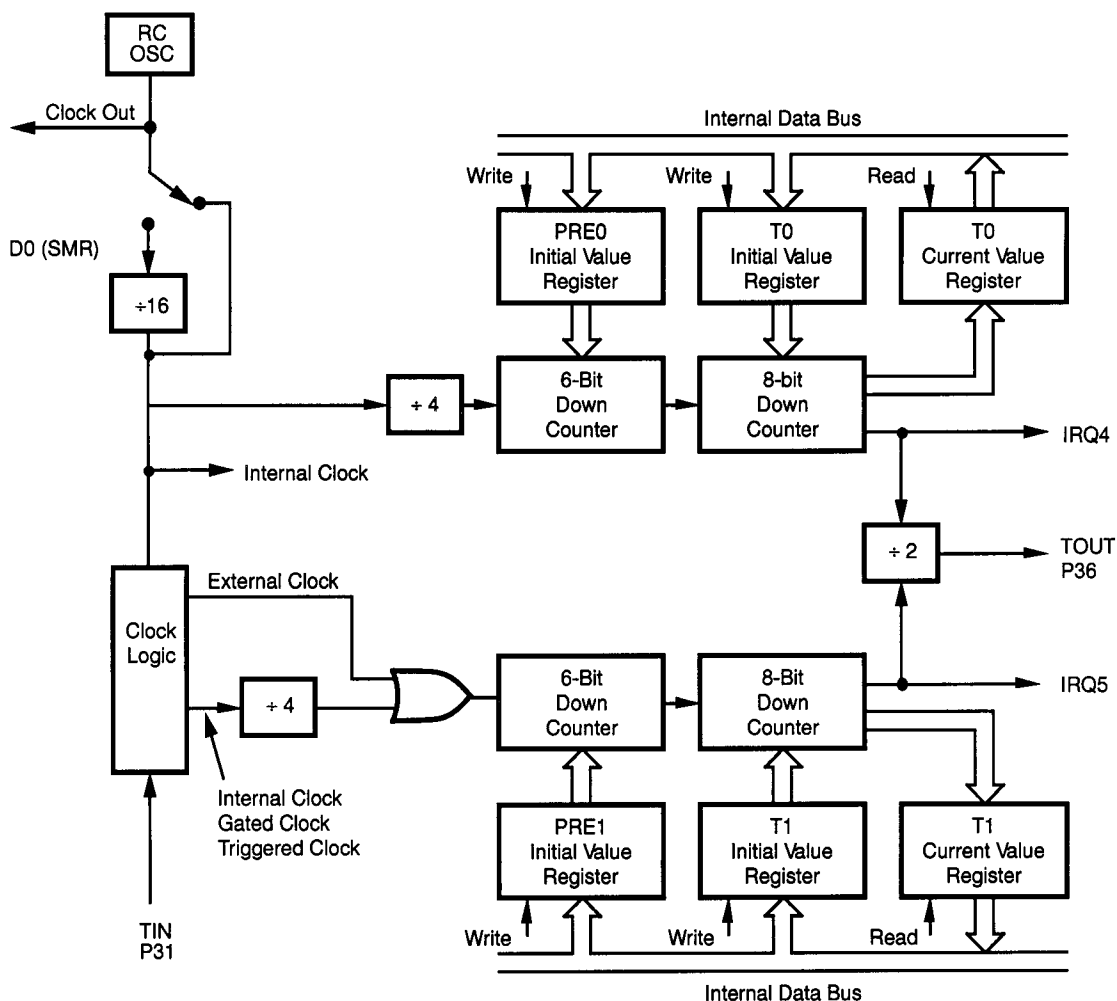 RC
OSC
Clock Out
D0 (SMR)
÷16
Internal Data Bus
Write
Write
Read
PRE0
Initial Value
Register
T0
Initial Value
Register
T0
Current Value
Register
÷ 4
6-Bit
Down
Counter
8-bit
Down
Counter
IRQ4
Internal Clock
÷ 2
TOUT
P36
External Clock
Clock
Logic
÷ 4
6-Bit
Down
Counter
8-Bit
Down
Counter
IRQ5
Internal Clock
Gated Clock
Triggered Clock
PRE1
Initial Value
Register
T1
Initial Value
Register
T1
Current Value
Register
TIN
P31
Write
Write
Read
Internal Data Bus